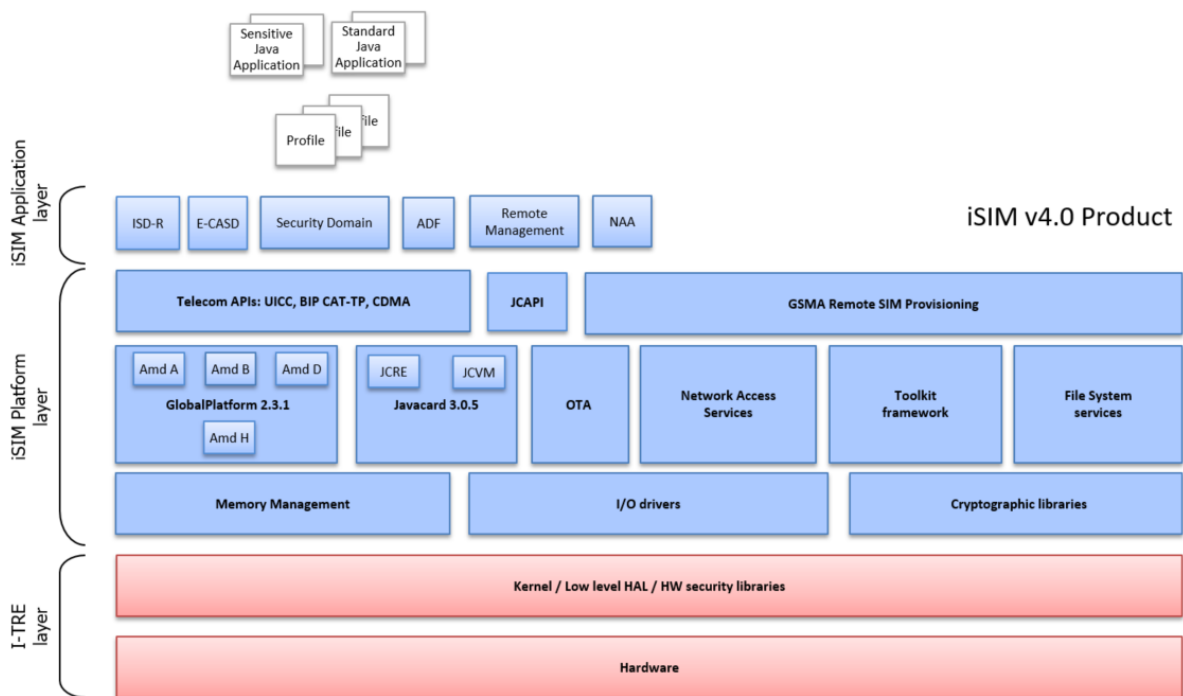 Sensitive
Java
Application
Standard
Java
Application
Profile
file
file
iSIM Application
layer
ISD-R
E-CASD
Security Domain
ADF
Remote
Management
NAA
iSIM v4.0 Product
iSIM Platform
layer
Telecom APIs: UICC, BIP CAT-TP, CDMA
JCAPI
GSMA Remote SIM Provisioning
Amd A
Amd B
Amd D
GlobalPlatform 2.3.1
Amd H
JCRE
JCVM
Javacard 3.0.5
OTA
Network Access
Services
Toolkit
framework
File System
services
Memory Management
I/O drivers
Cryptographic libraries
I-TRE
layer
Kernel / Low level HAL / HW security libraries
Hardware